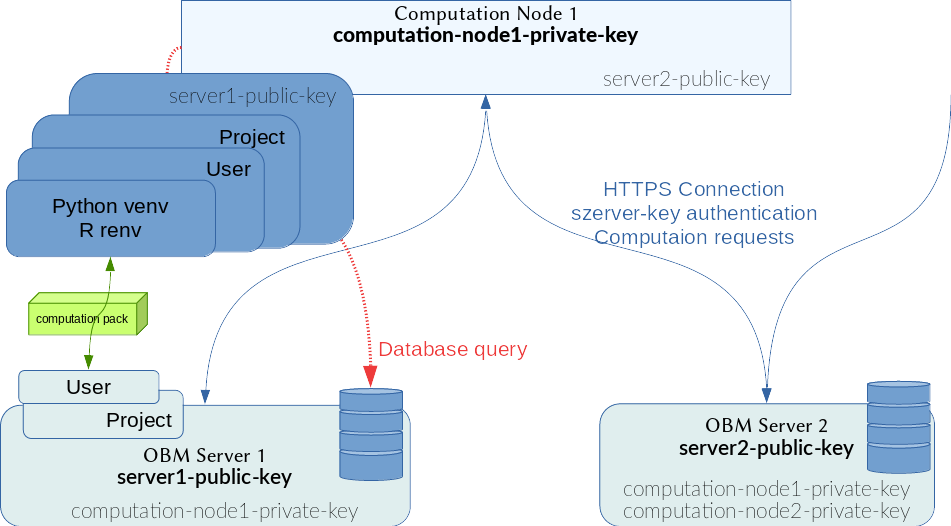 Computation Node 1
computation-node1-private-key
server2-public-key
server1-public-key
Project
User
Python venv
R renv
HTTPS Connection
szerver-key authentication
Computaion requests
computation pack
Database query
User
Project
OBM Server 1
server1-public-key
computation-node1-private-key
OBM Server 2
server2-public-key
computation-node1-private-key
computation-node2-private-key